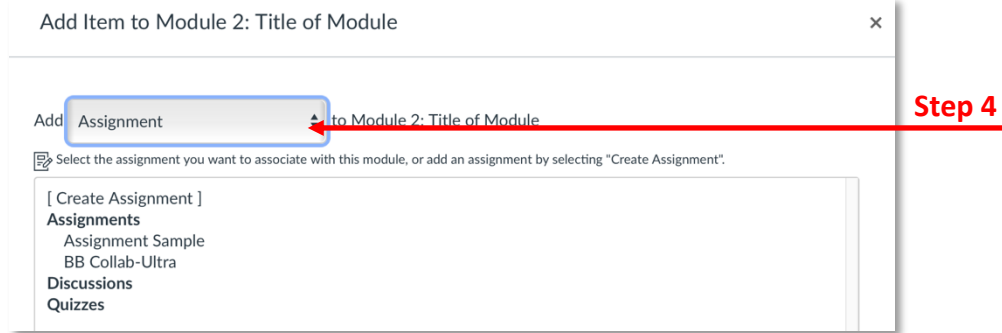 Add Item to Module 2: Title of Module ×
Add Assignment to Module 2: Title of Module
Step 4
Select the assignment you want to associate with this module, or add an assignment by selecting "Create Assignment".
[ Create Assignment ]
Assignments
Assignment Sample
BB Collab-Ultra
Discussions
Quizzes